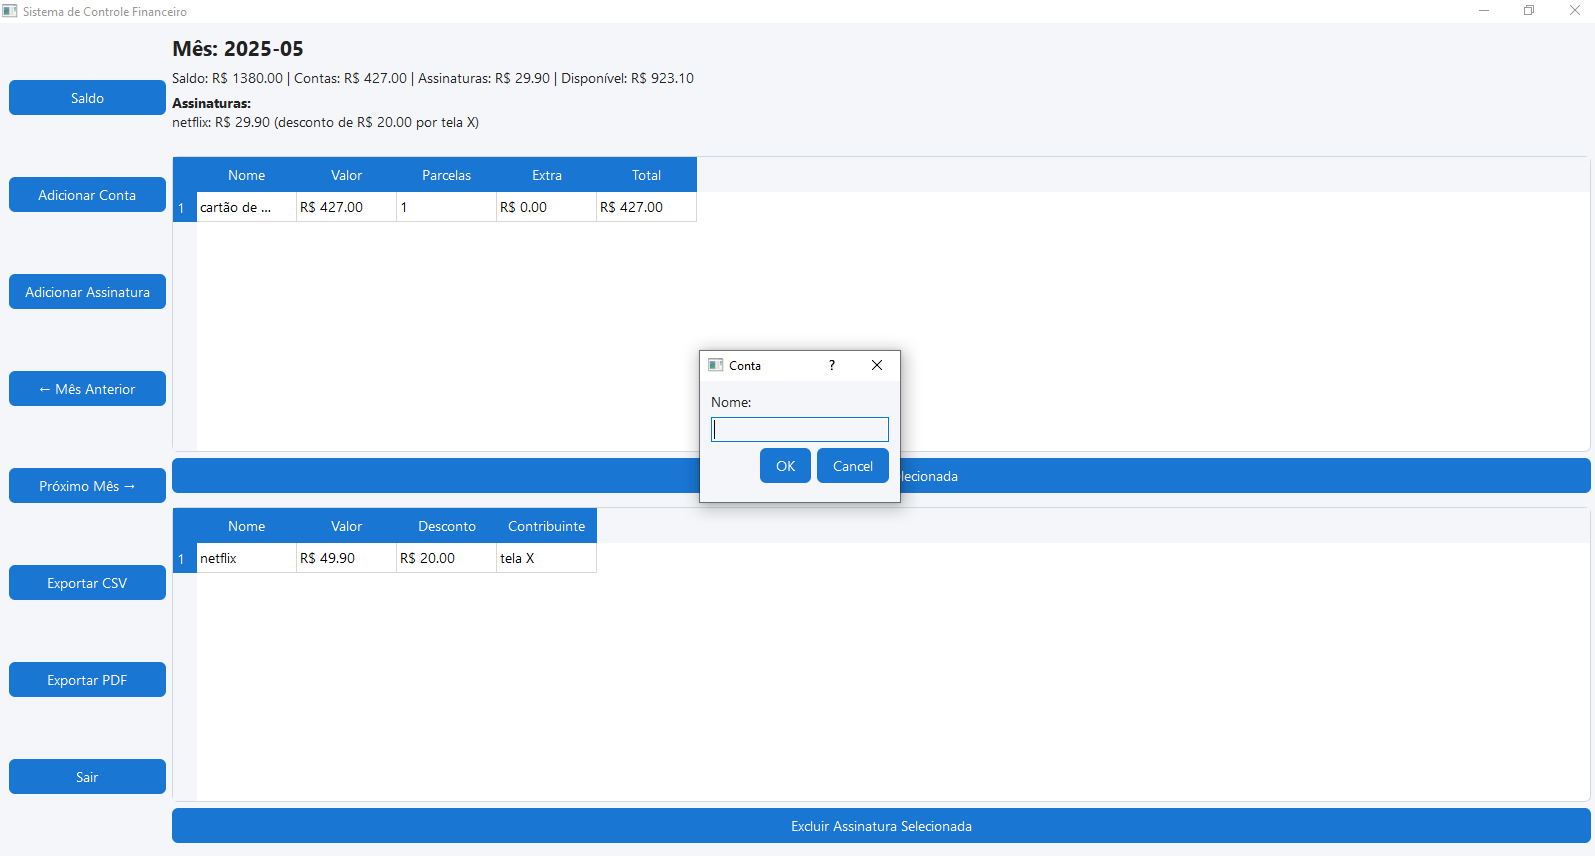 Sistema de Controle Financeiro
Mês: 2025-05
Saldo: R$ 1380.00 | Contas: R$ 427.00 | Assinaturas: R$ 29.90 | Disponível: R$ 923.10
Assinaturas:
netflix: R$ 29.90 (desconto de R$ 20.00 por tela X)
Saldo
Adicionar Conta
Adicionar Assinatura
← Mês Anterior
Próximo Mês →
Exportar CSV
Exportar PDF
Sair
Nome Valor Parcelas Extra Total
1 cartão de ... R$ 427.00 1 R$ 0.00 R$ 427.00
Conta ?
Nome:
OK Cancel
lecionada
Nome Valor Desconto Contribuinte
1 netflix R$ 49.90 R$ 20.00 tela X
Excluir Assinatura Selecionada